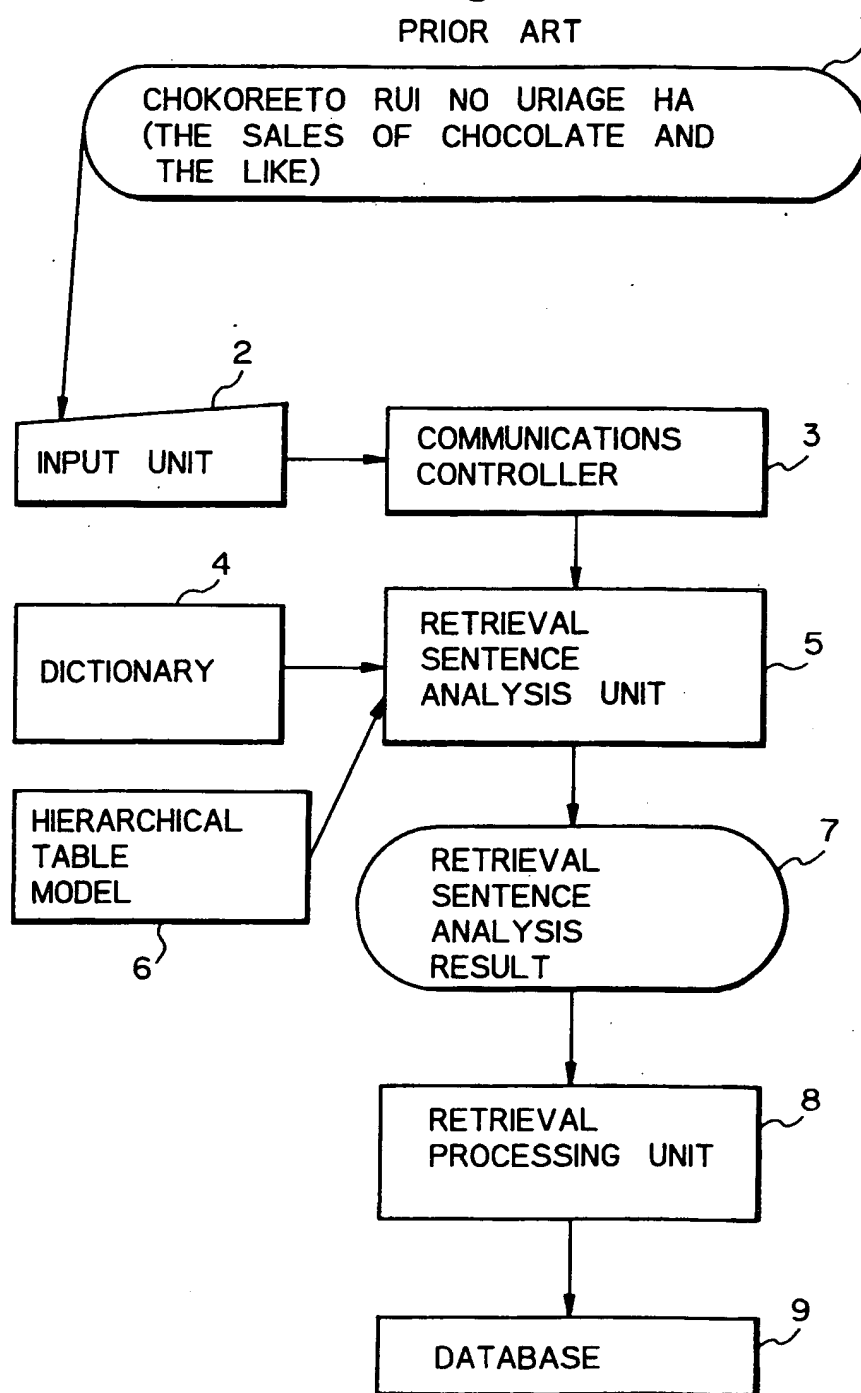 PRIOR ART
CHOKOREETO RUI NO URIAGE HA
(THE SALES OF CHOCOLATE AND
THE LIKE)
2
INPUT UNIT
COMMUNICATIONS
CONTROLLER
3
4
DICTIONARY
RETRIEVAL
SENTENCE
ANALYSIS UNIT
5
HIERARCHICAL
TABLE
MODEL
6
RETRIEVAL
SENTENCE
ANALYSIS
RESULT
7
RETRIEVAL
PROCESSING UNIT
8
DATABASE
9